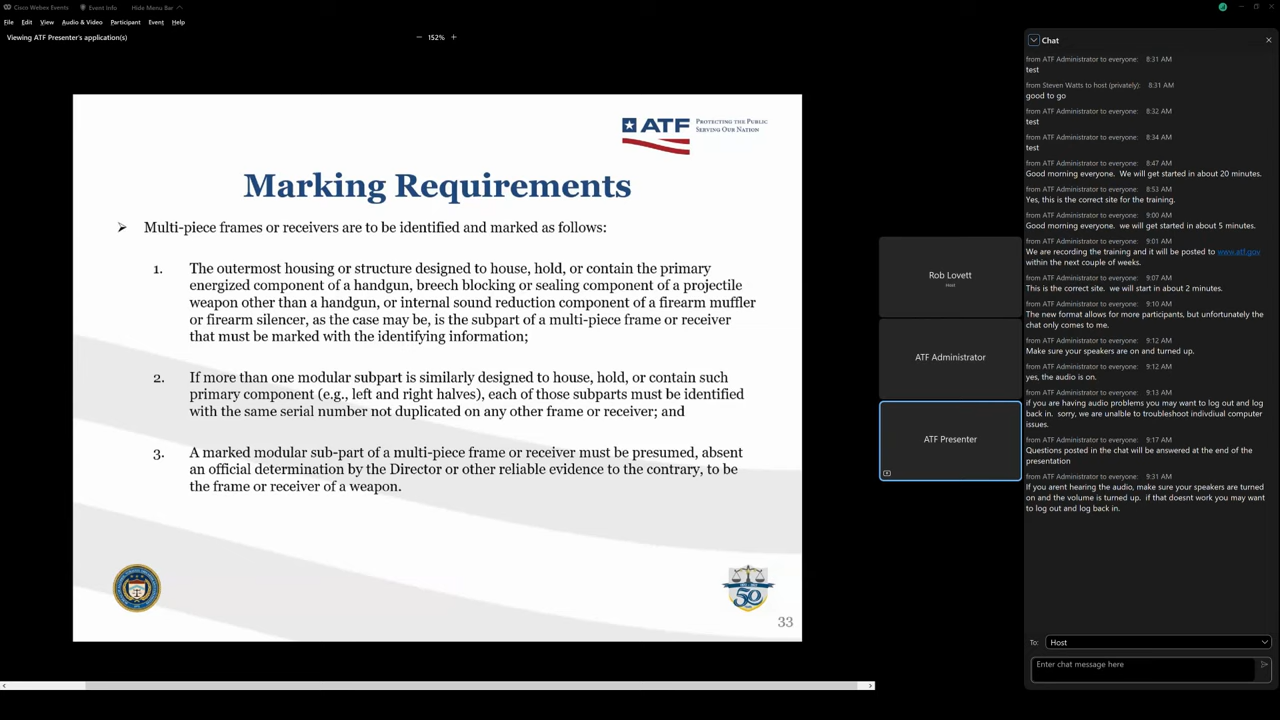 Cisco Webex Events
Event Info
Hide Menu Bar
File Edit View Audio & Video Participant Event Help
Viewing ATF Presenter's application(s)
− 152% +
ATF
PROTECTING THE PUBLIC
SERVING OUR NATION
Marking Requirements
Multi-piece frames or receivers are to be identified and marked as follows:
1. The outermost housing or structure designed to house, hold, or contain the primary
energized component of a handgun, breech blocking or sealing component of a projectile
weapon other than a handgun, or internal sound reduction component of a firearm muffler
or firearm silencer, as the case may be, is the subpart of a multi-piece frame or receiver
that must be marked with the identifying information;
2. If more than one modular subpart is similarly designed to house, hold, or contain such
primary component (e.g., left and right halves), each of those subparts must be identified
with the same serial number not duplicated on any other frame or receiver; and
3. A marked modular sub-part of a multi-piece frame or receiver must be presumed, absent
an official determination by the Director or other reliable evidence to the contrary, to be
the frame or receiver of a weapon.
50
33
Rob Lovett
Host
ATF Administrator
ATF Presenter
Chat
from ATF Administrator to everyone: 8:31 AM
test
from Steven Watts to host (privately): 8:31 AM
good to go
from ATF Administrator to everyone: 8:32 AM
test
from ATF Administrator to everyone: 8:34 AM
test
from ATF Administrator to everyone: 8:47 AM
Good morning everyone. We will get started in about 20 minutes.
from ATF Administrator to everyone: 8:53 AM
Yes, this is the correct site for the training.
from ATF Administrator to everyone: 9:00 AM
Good morning everyone. we will get started in about 5 minutes.
from ATF Administrator to everyone: 9:01 AM
We are recording the training and it will be posted to www.atf.gov
within the next couple of weeks.
from ATF Administrator to everyone: 9:07 AM
This is the correct site. we will start in about 2 minutes.
from ATF Administrator to everyone: 9:10 AM
The new format allows for more participants, but unfortunately the
chat only comes to me.
from ATF Administrator to everyone: 9:12 AM
Make sure your speakers are on and turned up.
from ATF Administrator to everyone: 9:12 AM
yes, the audio is on.
from ATF Administrator to everyone: 9:13 AM
if you are having audio problems you may want to log out and log
back in. sorry, we are unable to troubleshoot indivdiual computer
issues.
from ATF Administrator to everyone: 9:17 AM
Questions posted in the chat will be answered at the end of the
presentation
from ATF Administrator to everyone: 9:31 AM
If you arent hearing the audio, make sure your speakers are turned
on and the volume is turned up. if that doesnt work you may want
to log out and log back in.
To: Host
Enter chat message here